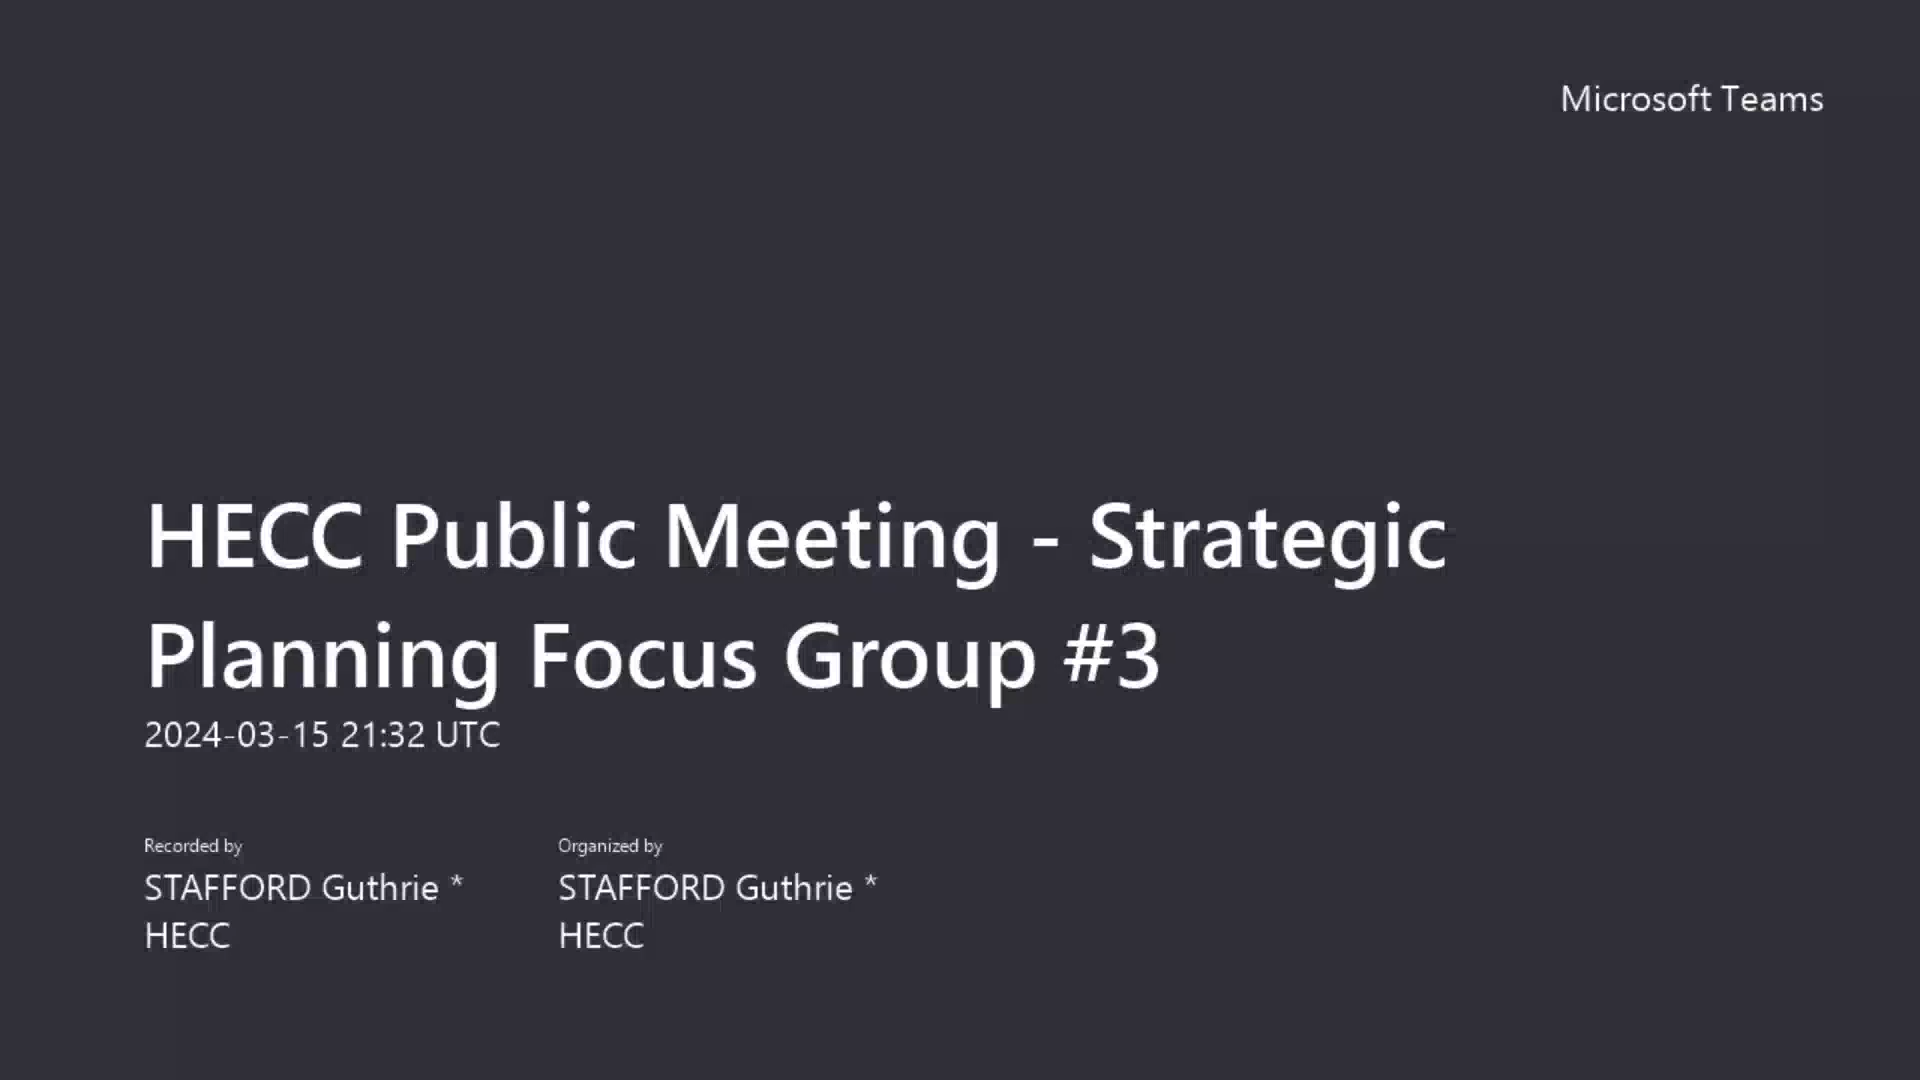 Microsoft Teams
HECC Public Meeting - Strategic
Planning Focus Group #3
2024-03-15 21:32 UTC
Recorded by
Organized by
STAFFORD Guthrie *
STAFFORD Guthrie *
HECC
HECC